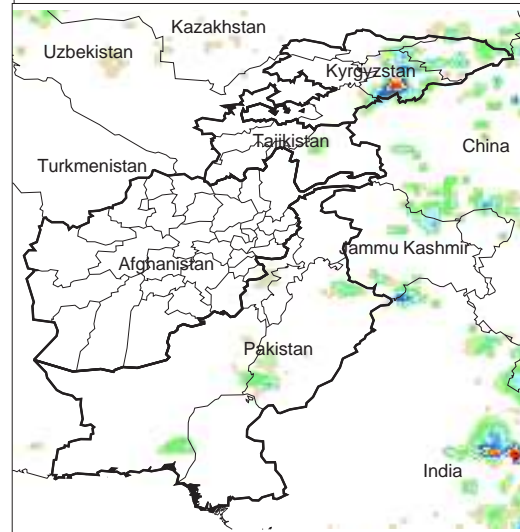 Kazakhstan
Uzbekistan
Kyrgyzstan
Tajikistan
China
Turkmenistan
Jammu Kashmir
Afghanistan
Pakistan
India